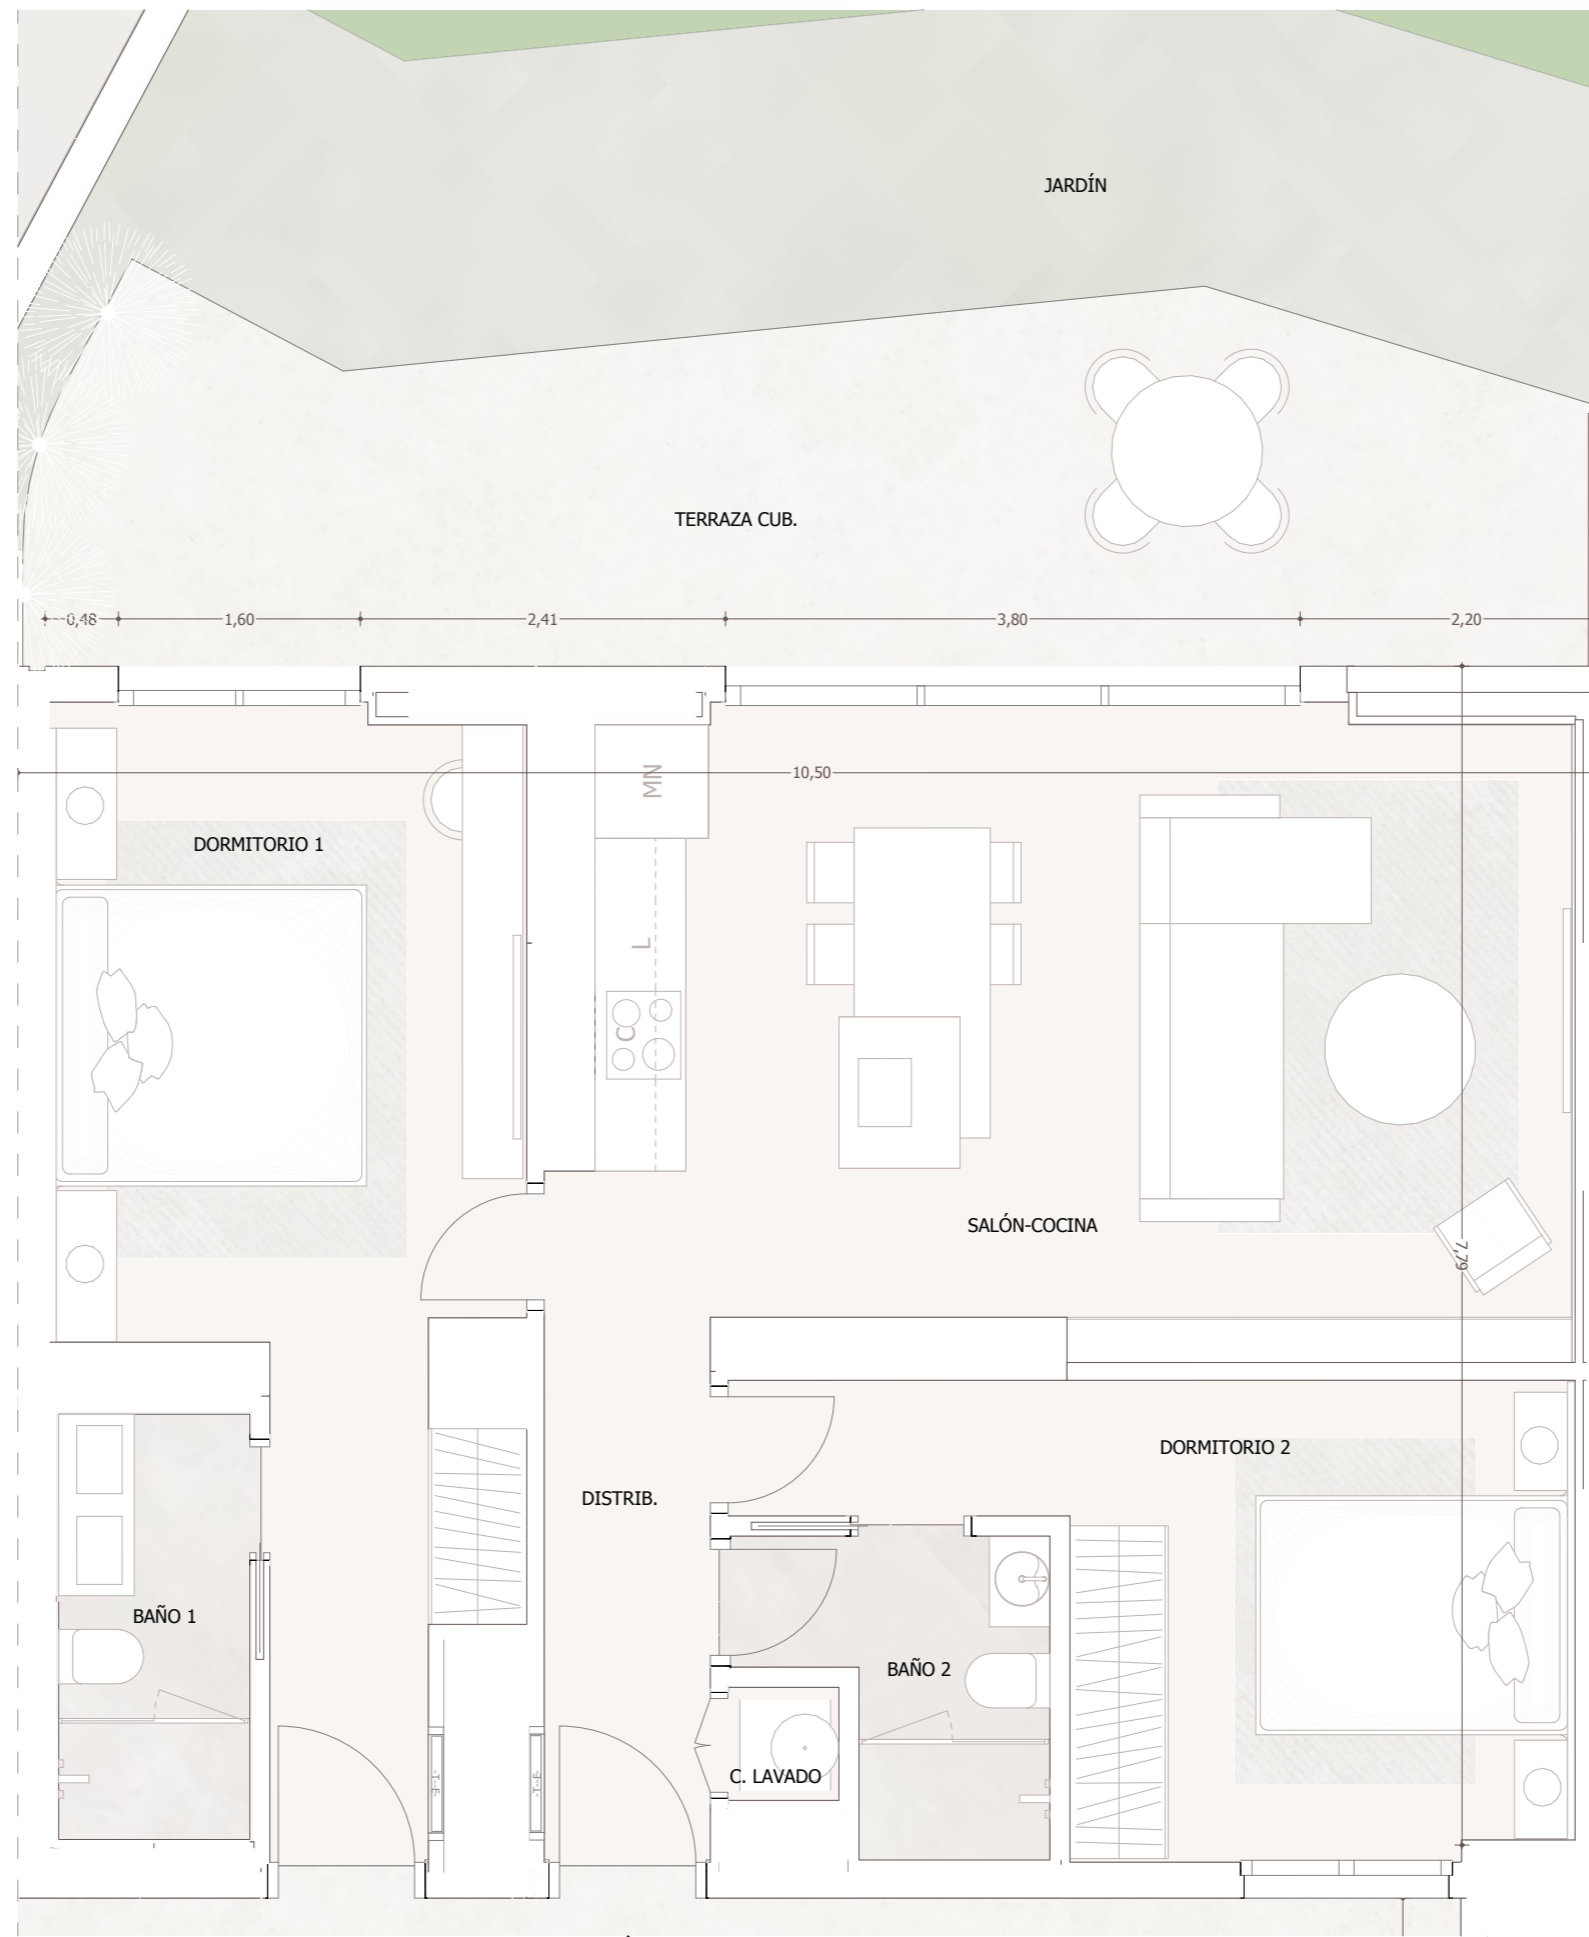 JARDÍN
TERRAZA CUB.
0,48 1,60 2,41 3,80 2,20
10,50
MN
DORMITORIO 1
L
C
SALÓN-COCINA
7,79
DORMITORIO 2
DISTRIB.
BAÑO 1
BAÑO 2
C. LAVADO